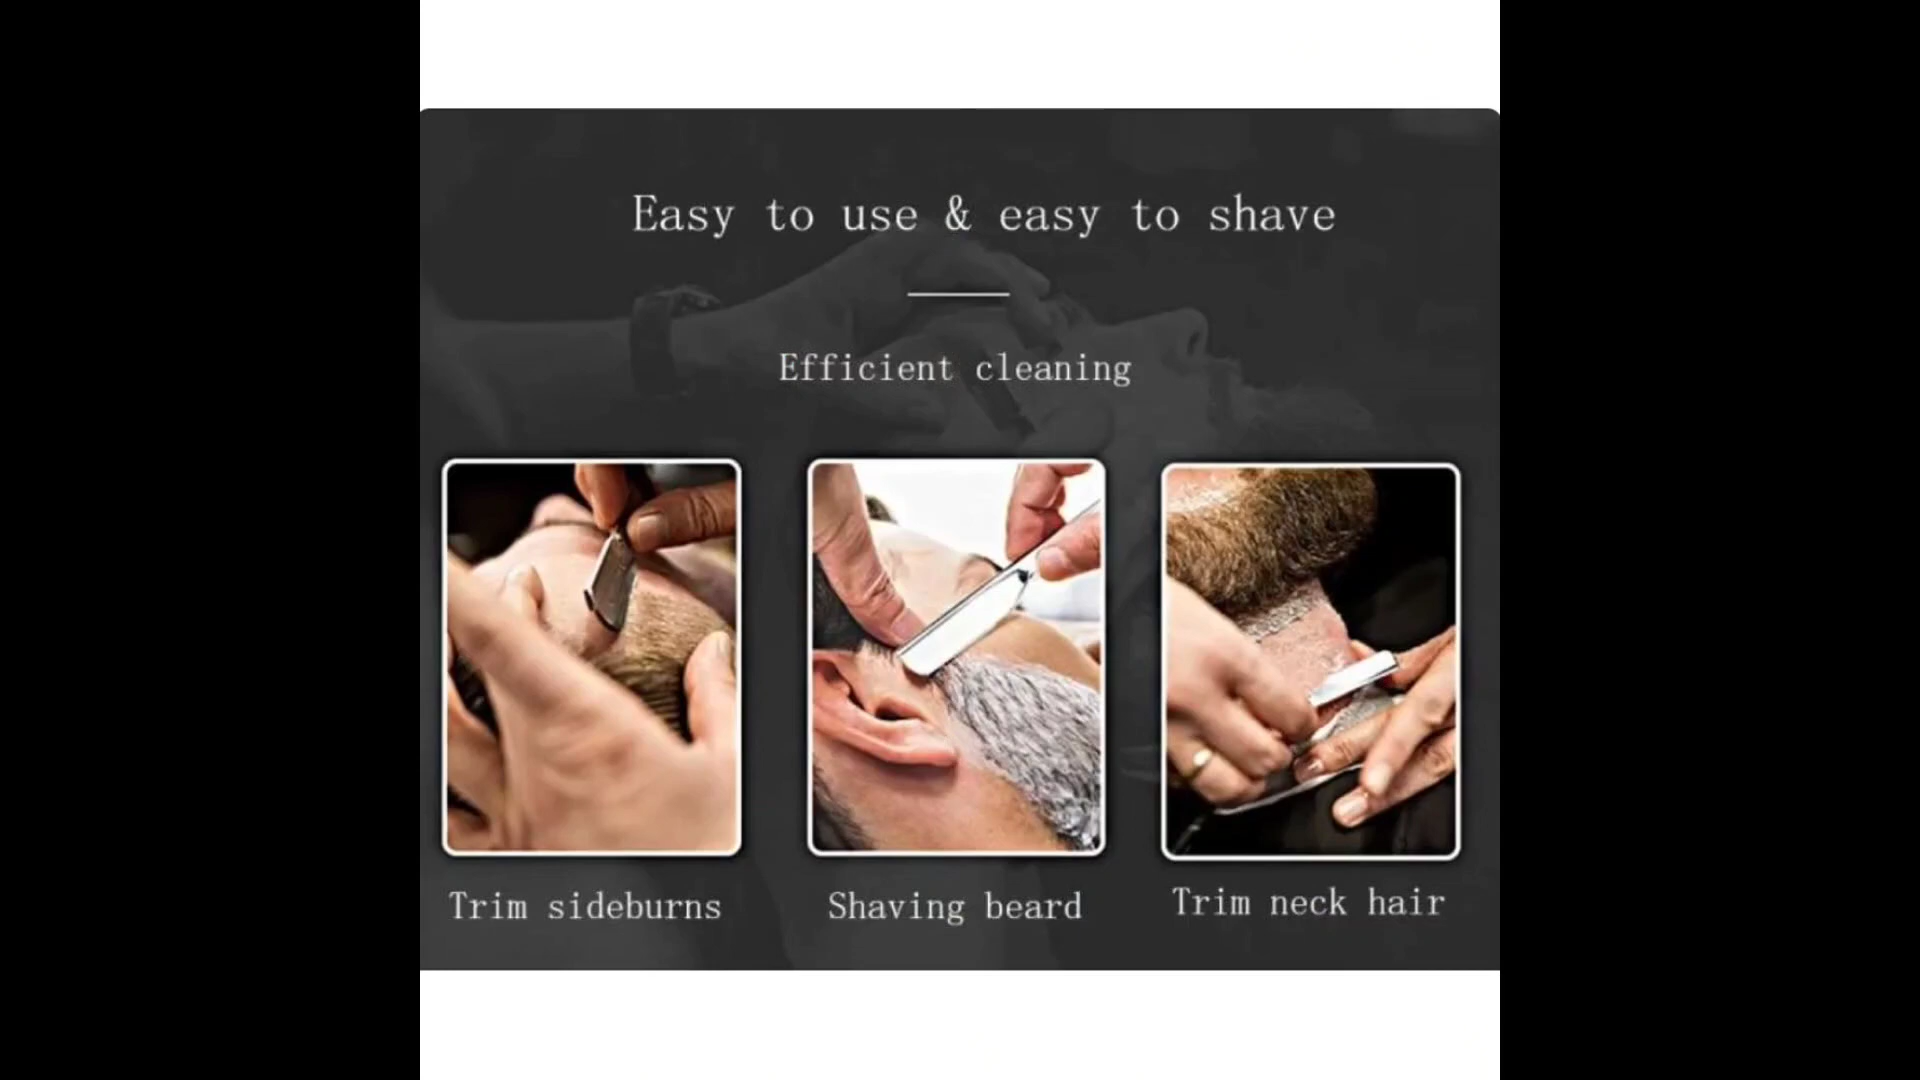 Easy to use & easy to shave
Efficient cleaning
Trim sideburns
Shaving beard
Trim neck hair